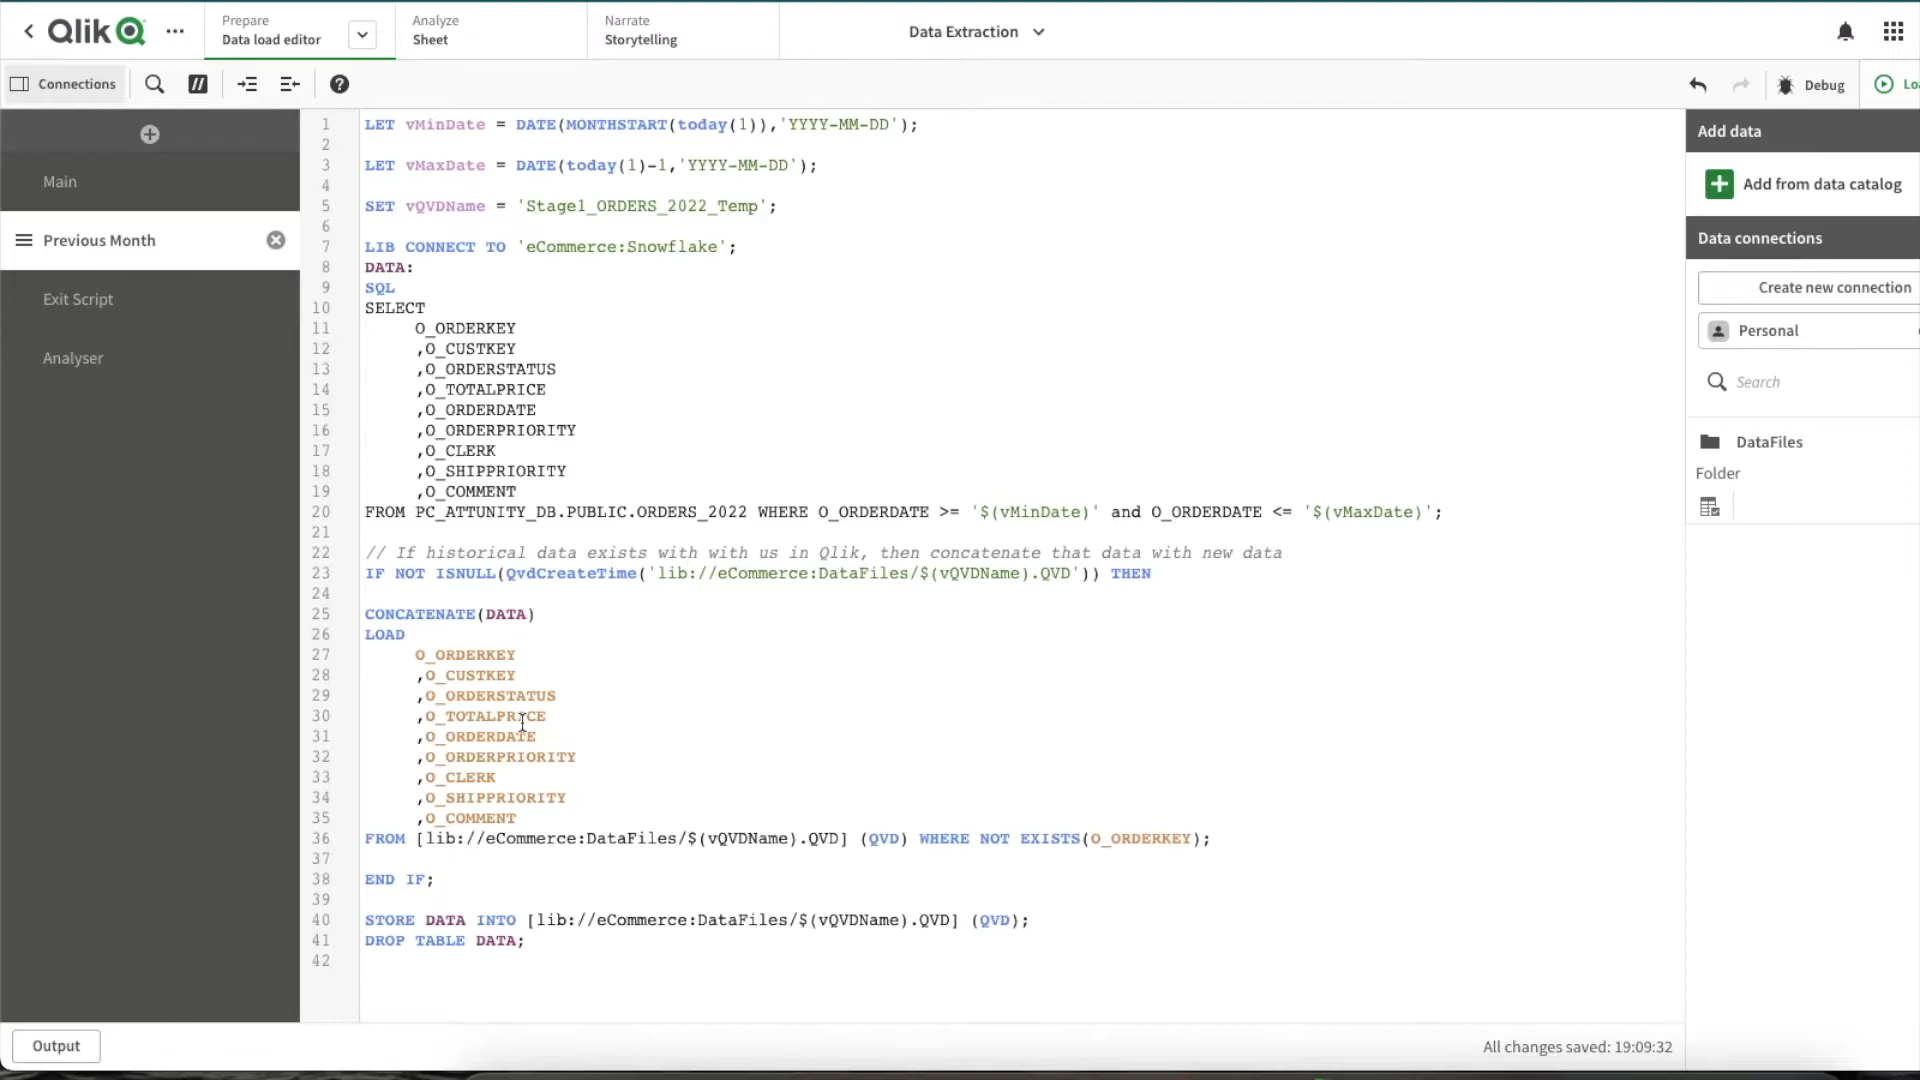 Qlik
Prepare
Data load editor
Analyze
Sheet
Narrate
Storytelling
Data Extraction
Connections
Debug
Main
Previous Month
Exit Script
Analyser
1 LET vMinDate = DATE(MONTHSTART(today(1)),'YYYY-MM-DD');
2
3 LET vMaxDate = DATE(today(1)-1,'YYYY-MM-DD');
4
5 SET vQVDName = 'Stage1_ORDERS_2022_Temp';
6
7 LIB CONNECT TO 'eCommerce:Snowflake';
8 DATA:
9 SQL
10 SELECT
11 O_ORDERKEY
12 ,O_CUSTKEY
13 ,O_ORDERSTATUS
14 ,O_TOTALPRICE
15 ,O_ORDERDATE
16 ,O_ORDERPRIORITY
17 ,O_CLERK
18 ,O_SHIPPRIORITY
19 ,O_COMMENT
20 FROM PC_ATTUNITY_DB.PUBLIC.ORDERS_2022 WHERE O_ORDERDATE >= '$(vMinDate)' and O_ORDERDATE <= '$(vMaxDate)';
21
22 // If historical data exists with with us in Qlik, then concatenate that data with new data
23 IF NOT ISNULL(QvdCreateTime('lib://eCommerce:DataFiles/$(vQVDName).QVD')) THEN
24
25 CONCATENATE(DATA)
26 LOAD
27 O_ORDERKEY
28 ,O_CUSTKEY
29 ,O_ORDERSTATUS
30 ,O_TOTALPRICE
31 ,O_ORDERDATE
32 ,O_ORDERPRIORITY
33 ,O_CLERK
34 ,O_SHIPPRIORITY
35 ,O_COMMENT
36 FROM [lib://eCommerce:DataFiles/$(vQVDName).QVD] (QVD) WHERE NOT EXISTS(O_ORDERKEY);
37
38 END IF;
39
40 STORE DATA INTO [lib://eCommerce:DataFiles/$(vQVDName).QVD] (QVD);
41 DROP TABLE DATA;
42
Add data
Add from data catalog
Data connections
Create new connection
Personal
Search
DataFiles
Folder
Output
All changes saved: 19:09:32